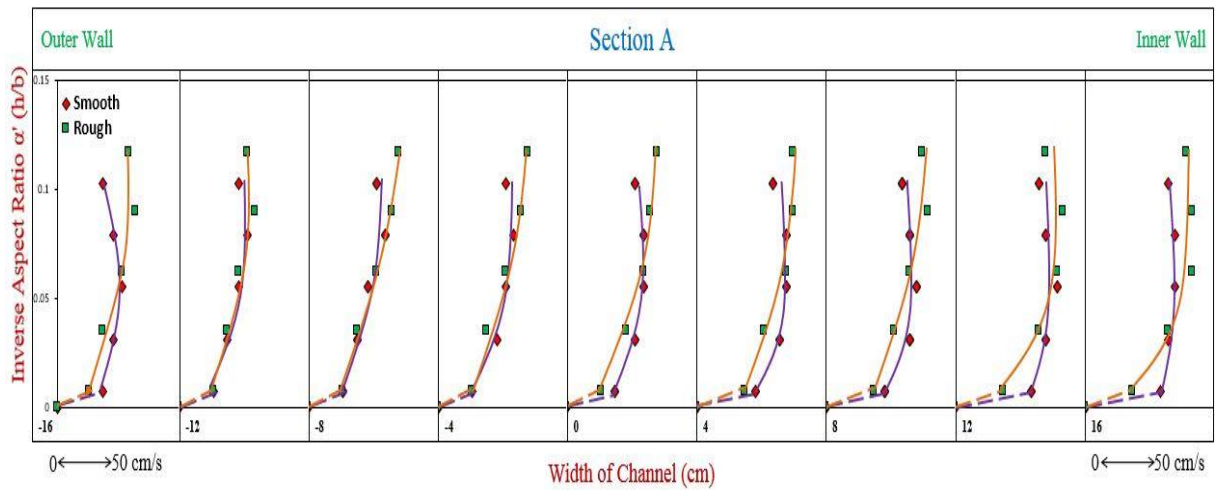 Outer Wall Section A Inner Wall
0.15
Smooth
Rough
0.1
0.05
0
Inverse Aspect Ratio α' (h/b)
-16 -12 -8 -4 0 4 8 12 16
0 50 cm/s Width of Channel (cm) 0 50 cm/s